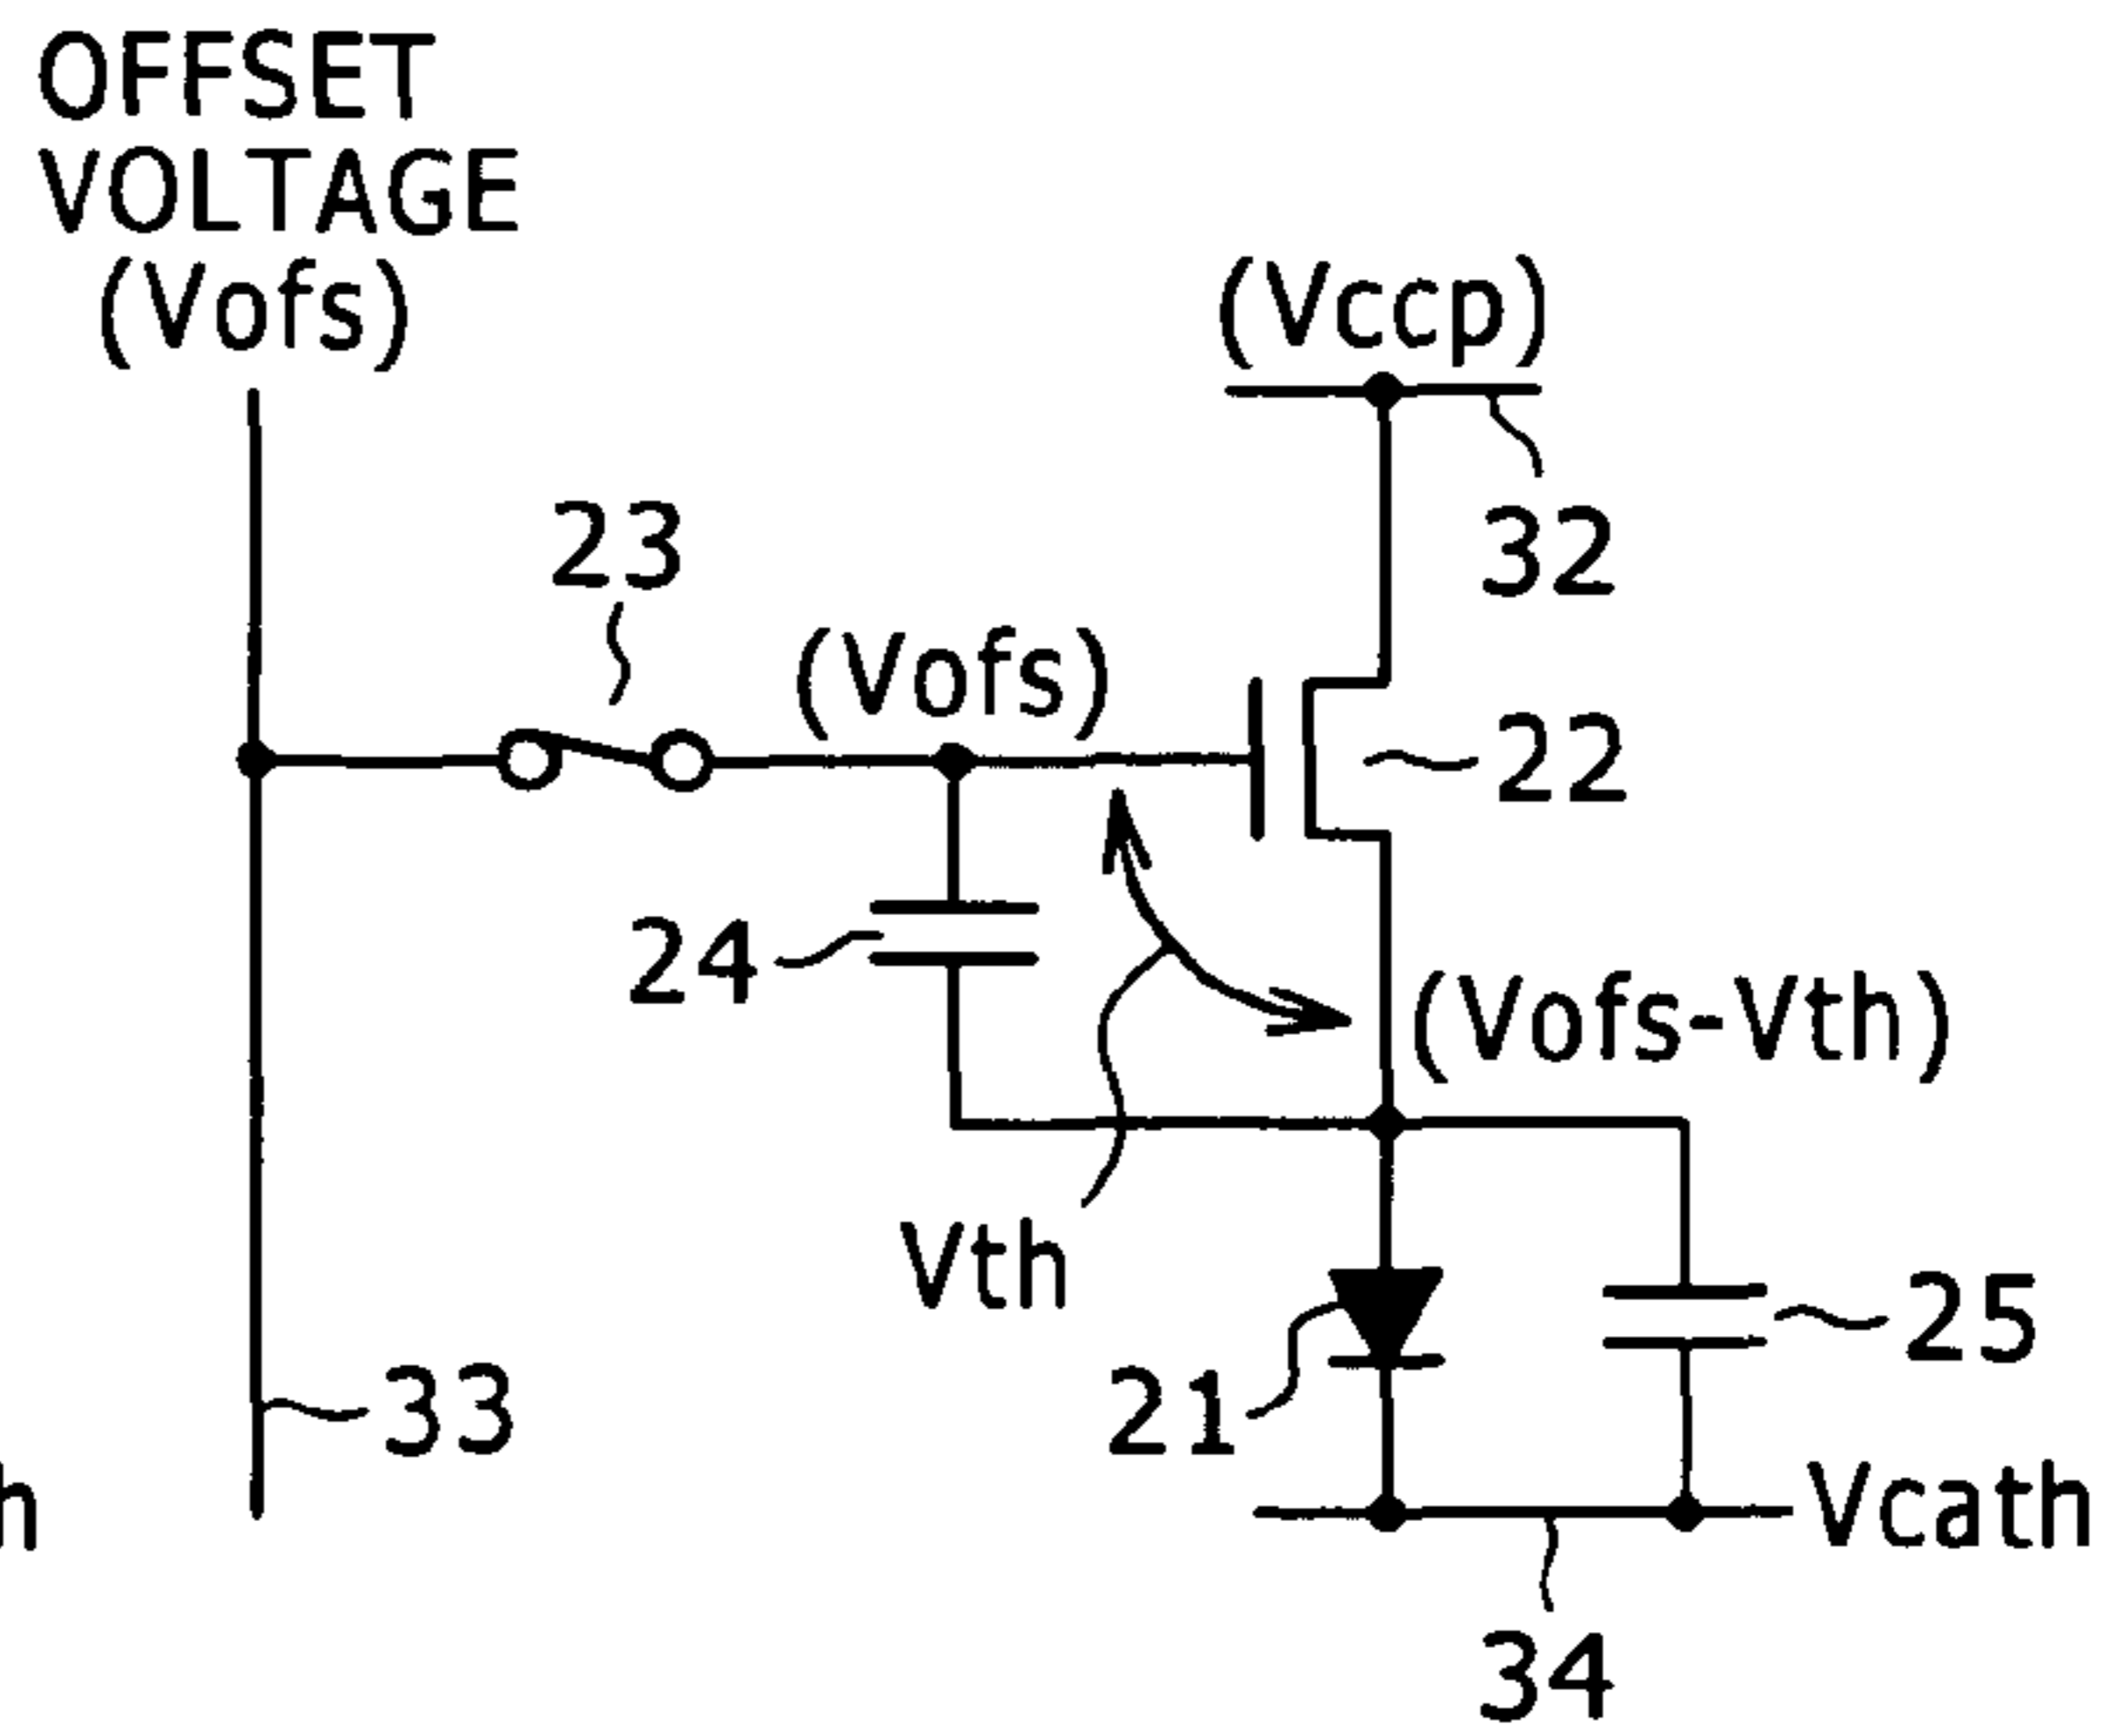 OFFSET
VOLTAGE
(Vofs)
(Vccp)
32
23
(Vofs)
22
24
(Vofs-Vth)
Vth
25
21
33
h
Vcath
34